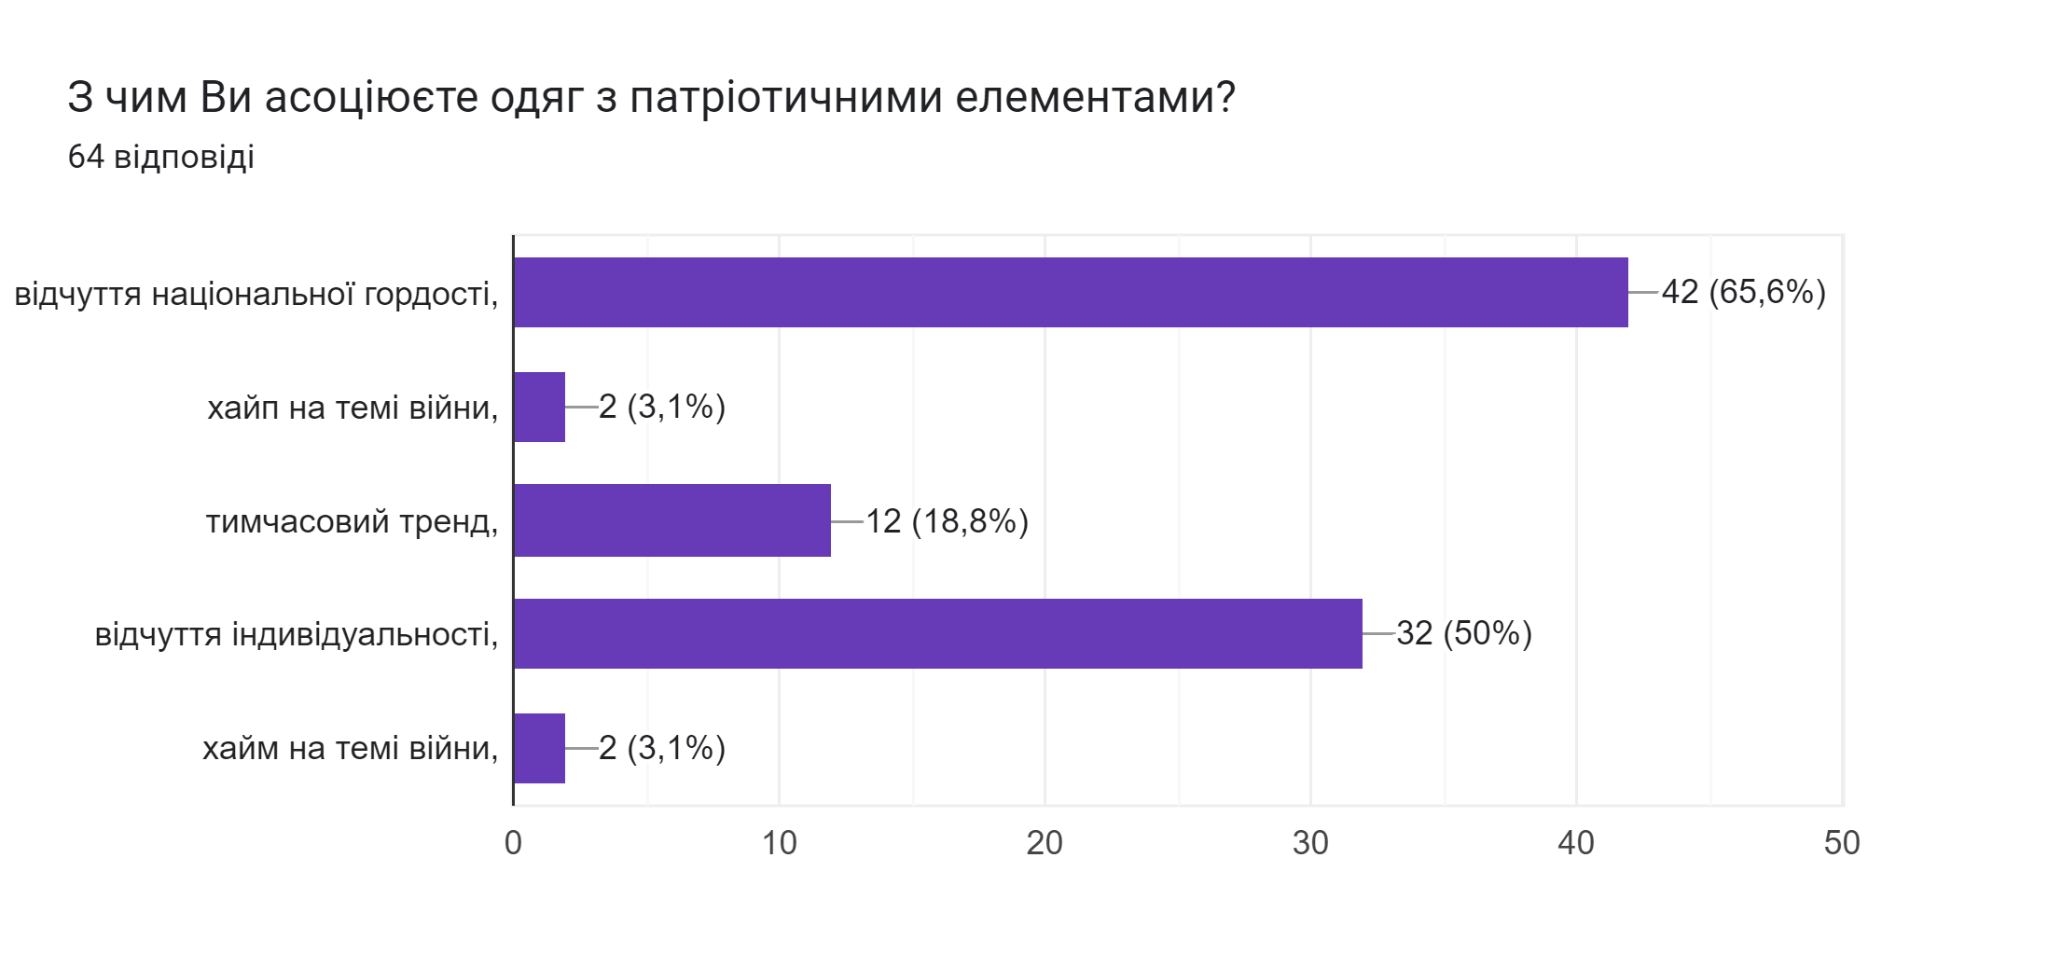 З чим Ви асоціюєте одяг з патріотичними елементами?
64 відповіді
відчуття національної гордості,
42 (65,6%)
хайп на темі війни,
2 (3,1%)
тимчасовий тренд,
12 (18,8%)
відчуття індивідуальності,
32 (50%)
хайм на темі війни,
2 (3,1%)
0 10 20 30 40 50